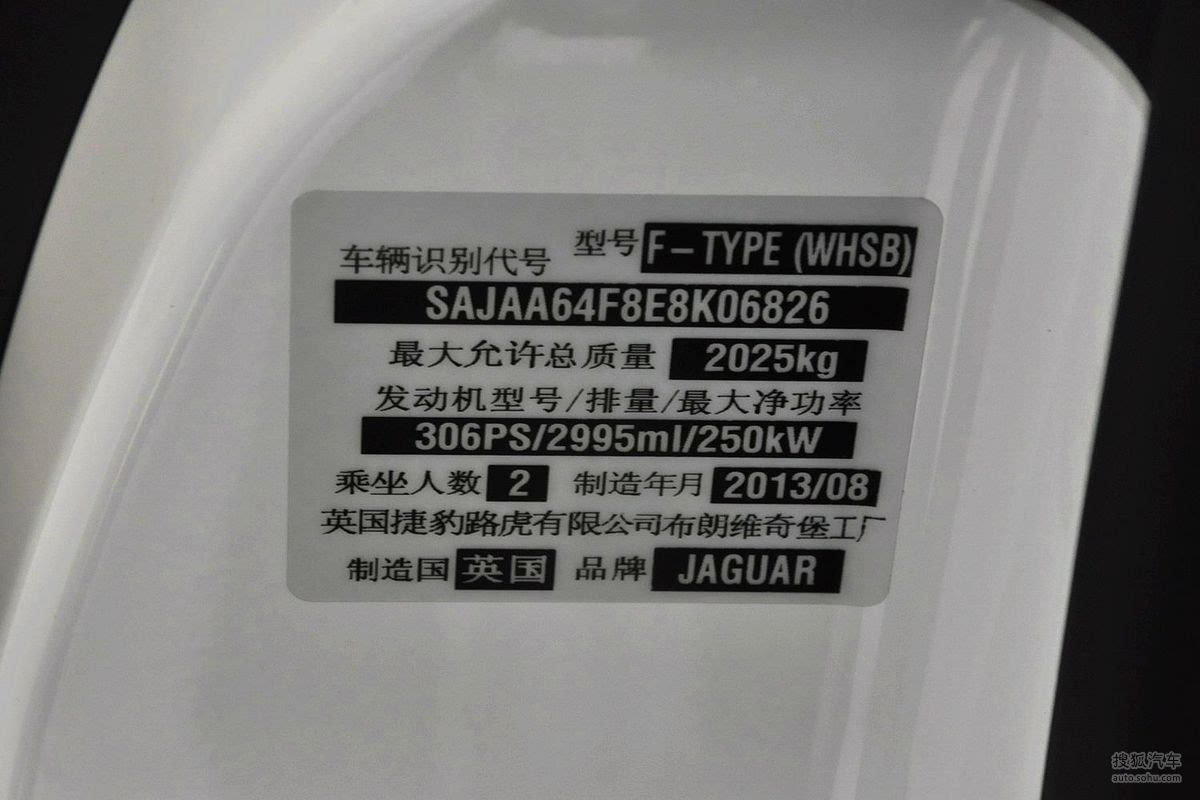 车辆识别代号 型号 F-TYPE (WHSB)
SAJAA64F8E8K06826
最大允许总质量 2025kg
发动机型号/排量/最大净功率
306PS/2995ml/250kW
乘坐人数 2 制造年月 2013/08
英国捷豹路虎有限公司布朗维奇堡工厂
制造国 英国 品牌 JAGUAR
搜狐汽车
auto.sohu.com